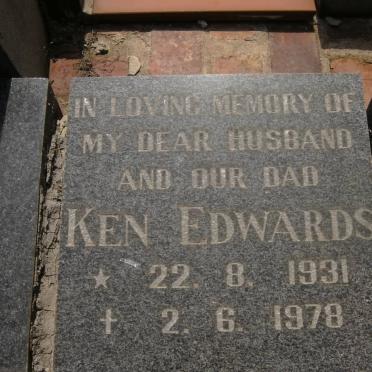 IN LOVING MEMORY OF
MY DEAR HUSBAND
AND OUR DAD
KEN EDWARDS
★ 22. 8. 1931
† 2. 6. 1978